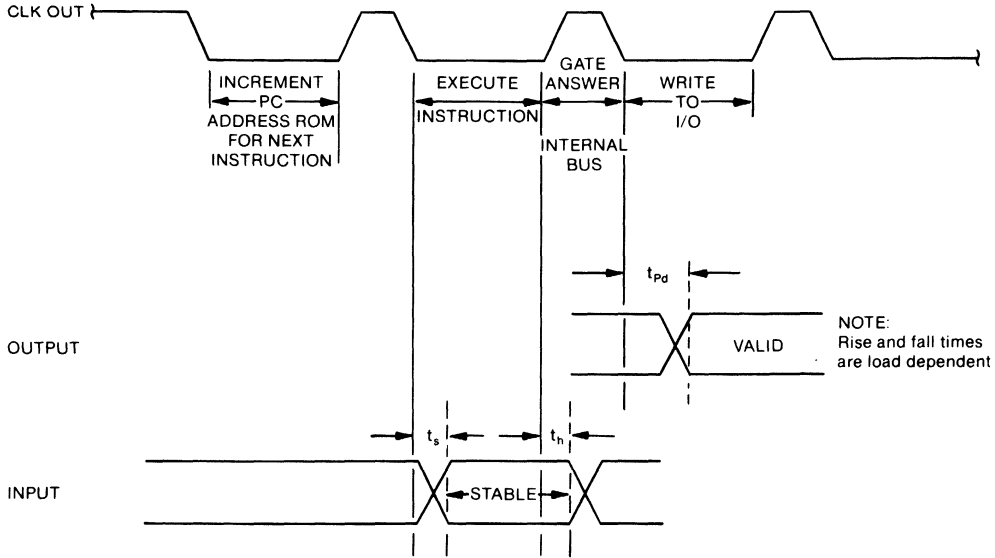 CLK OUT
INCREMENT
PC
ADDRESS ROM
FOR NEXT
INSTRUCTION
EXECUTE
INSTRUCTION
GATE
ANSWER
INTERNAL
BUS
WRITE
TO
I/O
tPd
OUTPUT
VALID
NOTE:
Rise and fall times
are load dependent
ts
th
INPUT
STABLE